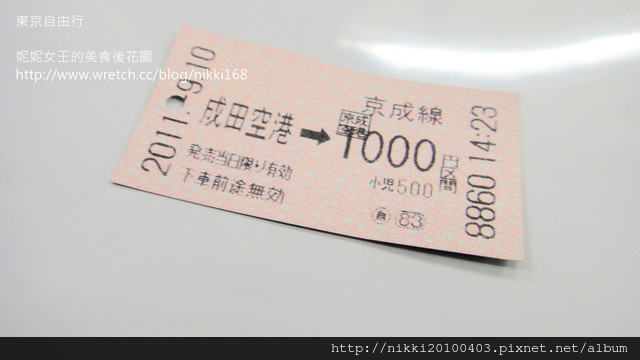 東京自由行
妮妮女王的美食後花園
http://www.wretch.cc/blog/nikki168
2011.-9.10
成田空港➡京成線
1000円区間
小児500
発売当日限り有効
下車前途無効
83
8860 14:23
http://nikki20100403.pixnet.net/album